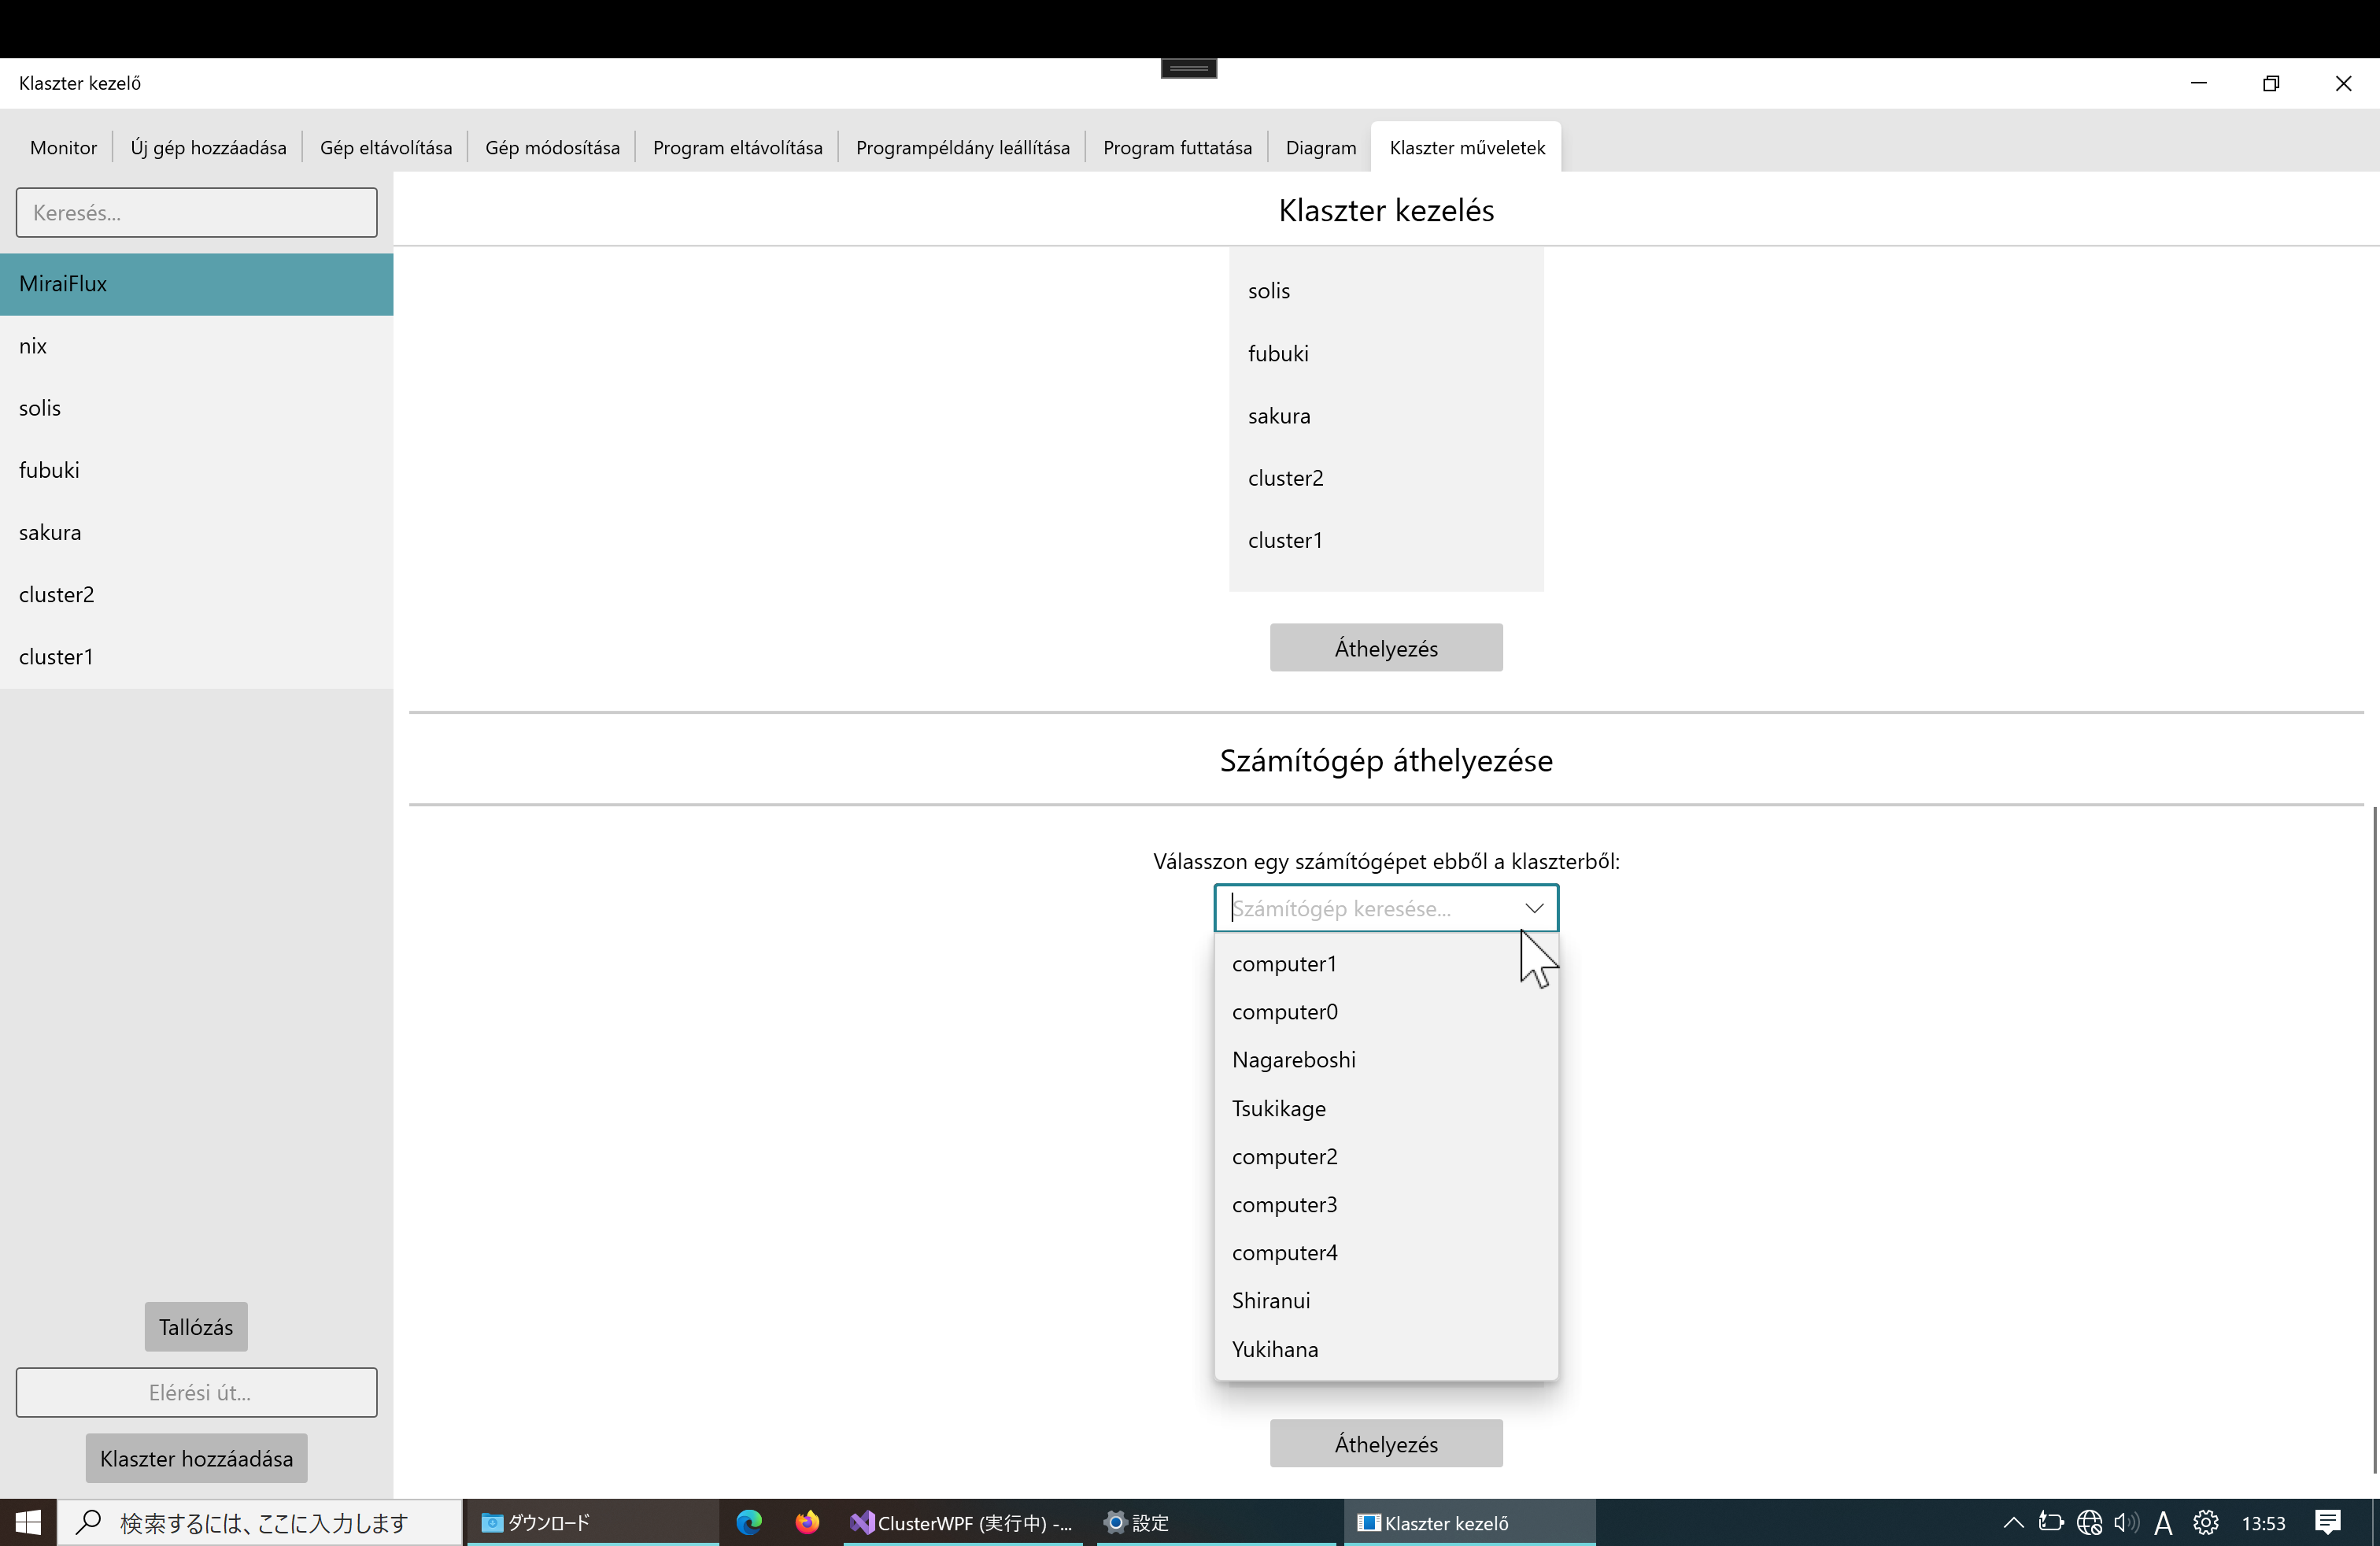 Klaszter kezelő
Monitor
Új gép hozzáadása
Gép eltávolítása
Gép módosítása
Program eltávolítása
Programpéldány leállítása
Program futtatása
Diagram
Klaszter műveletek
Keresés...
MiraiFlux
nix
solis
fubuki
sakura
cluster2
cluster1
Tallózás
Elérési út...
Klaszter hozzáadása
Klaszter kezelés
solis
fubuki
sakura
cluster2
cluster1
Áthelyezés
Számítógép áthelyezése
Válasszon egy számítógépet ebből a klaszterből:
Számítógép keresése...
computer1
computer0
Nagareboshi
Tsukikage
computer2
computer3
computer4
Shiranui
Yukihana
Áthelyezés
検索するには、ここに入力します
ダウンロード
ClusterWPF (実行中) -...
設定
Klaszter kezelő
A
13:53